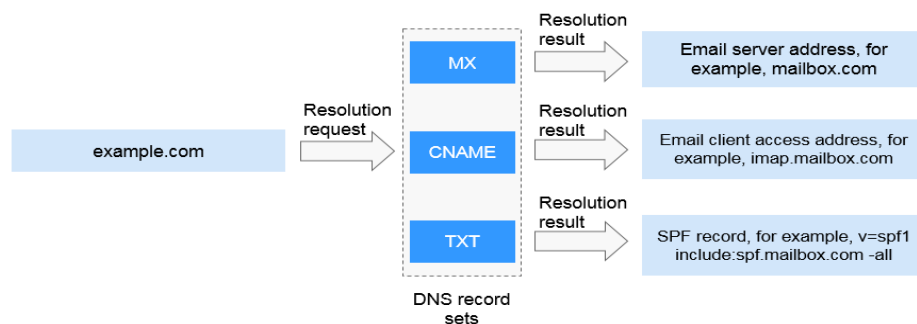 example.com
Resolution
request
MX
CNAME
TXT
DNS record
sets
Resolution
result
Email server address, for
example, mailbox.com
Resolution
result
Email client access address, for
example, imap.mailbox.com
Resolution
result
SPF record, for example, v=spf1
include:spf.mailbox.com -all